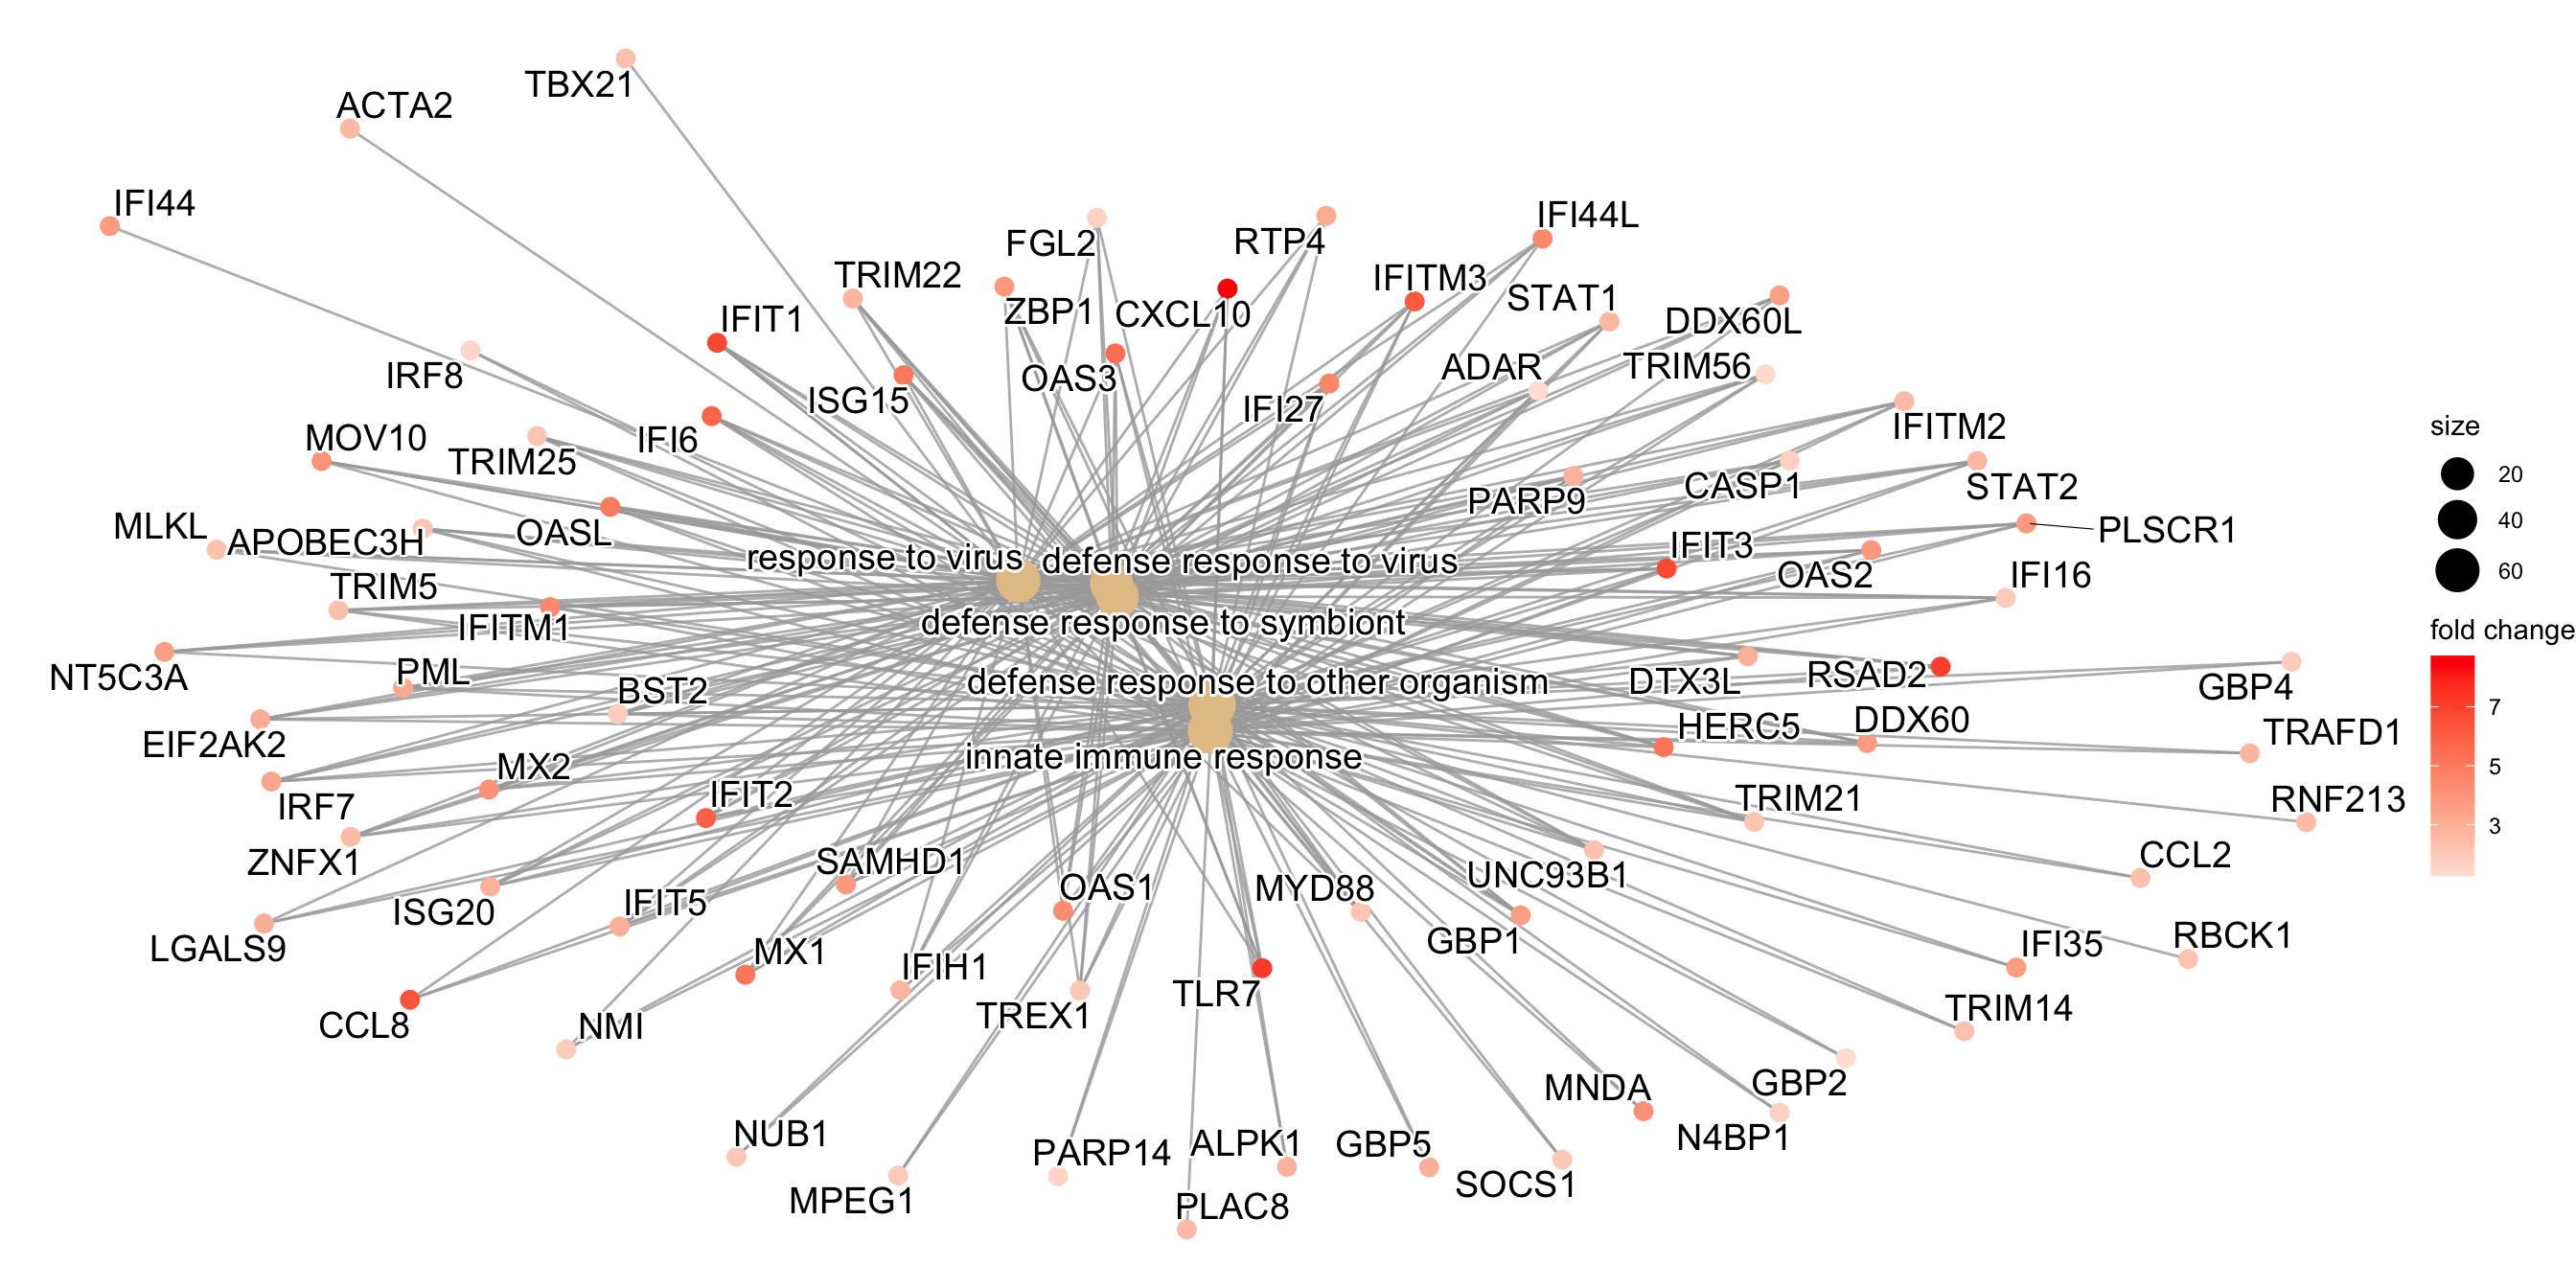 TBX21
ACTA2
IFI44
IFI44L
FGL2
RTP4
TRIM22
IFITM3
ZBP1
CXCL10
STAT1
IFIT1
DDX60L
IRF8
OAS3
ADAR
TRIM56
ISG15
IFI27
IFITM2
MOV10
IFI6
TRIM25
size
CASP1
STAT2
20
PARP9
MLKL
APOBEC3H
OASL
PLSCR1
40
IFIT3
response to virus
defense response to virus
OAS2
IFI16
60
TRIM5
IFITM1
defense response to symbiont
fold change
NT5C3A
PML
BST2
defense response to other organism
DTX3L
RSAD2
GBP4
7
HERC5
DDX60
TRAFD1
EIF2AK2
innate immune response
MX2
5
IRF7
IFIT2
TRIM21
RNF213
3
ZNFX1
SAMHD1
CCL2
UNC93B1
OAS1
MYD88
ISG20
IFIT5
LGALS9
GBP1
RBCK1
IFI35
MX1
IFIH1
TLR7
TRIM14
CCL8
NMI
TREX1
GBP2
MNDA
NUB1
N4BP1
ALPK1
GBP5
PARP14
SOCS1
MPEG1
PLAC8